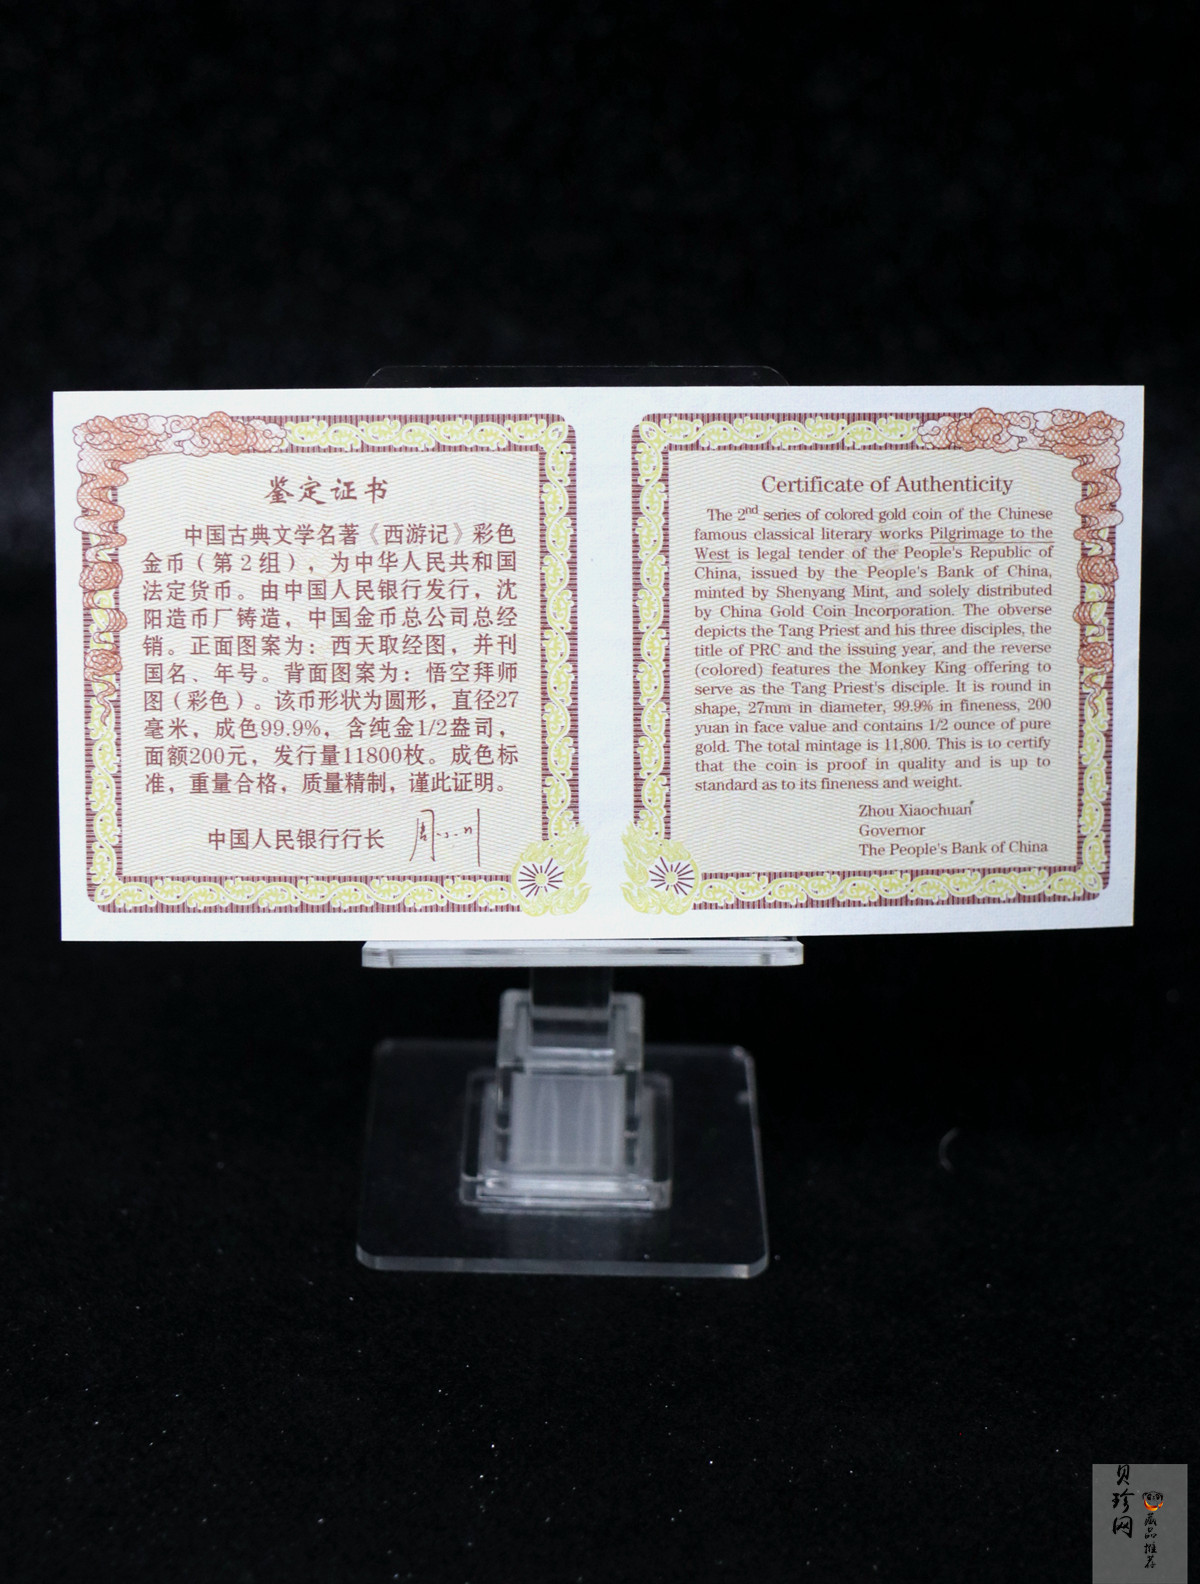 鉴定证书
中国古典文学名著《西游记》彩色
金币（第2组），为中华人民共和国
法定货币。由中国人民银行发行，沈
阳造币厂铸造，中国金币总公司总经
销。正面图案为：西天取经图，并刊
国名、年号。背面图案为：悟空拜师
图（彩色）。该币形状为圆形，直径27
毫米，成色99.9%，含纯金1/2盎司，
面额200元，发行量11800枚。成色标
准，重量合格，质量精制，谨此证明。
中国人民银行行长 周小川
Certificate of Authenticity
The 2nd series of colored gold coin of the Chinese
famous classical literary works Pilgrimage to the
West is legal tender of the People's Republic of
China, issued by the People's Bank of China,
minted by Shenyang Mint, and solely distributed
by China Gold Coin Incorporation. The obverse
depicts the Tang Priest and his three disciples, the
title of PRC and the issuing year, and the reverse
(colored) features the Monkey King offering to
serve as the Tang Priest's disciple. It is round in
shape, 27mm in diameter, 99.9% in fineness, 200
yuan in face value and contains 1/2 ounce of pure
gold. The total mintage is 11,800. This is to certify
that the coin is proof in quality and is up to
standard as to its fineness and weight.
Zhou Xiaochuan
Governor
The People's Bank of China
贝珍网
藏品推荐